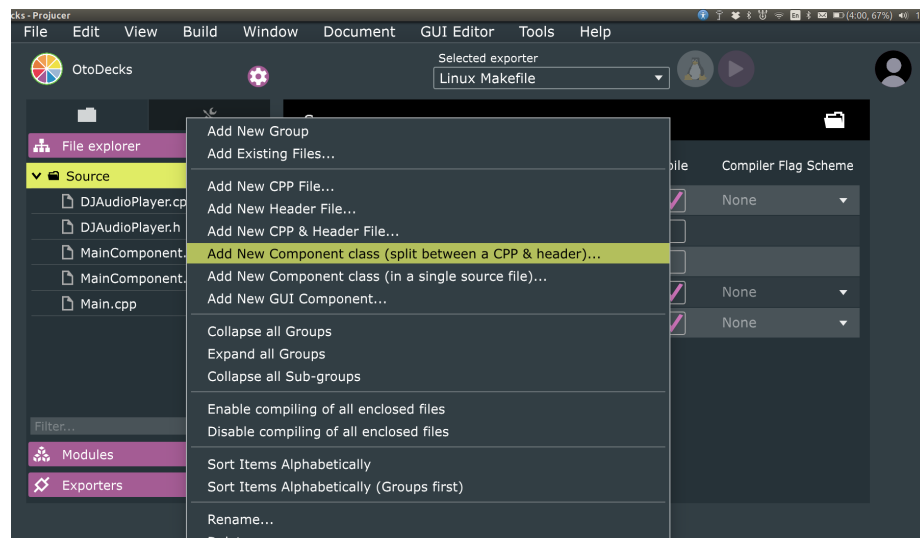 cks - Projucer
En
(4:00, 67%)
File Edit View Build Window Document GUI Editor Tools Help
Selected exporter
OtoDecks
Linux Makefile
File explorer
Source
DJAudioPlayer.cp
DJAudioPlayer.h
MainComponent.
MainComponent.
Main.cpp
Filter...
Modules
Exporters
Add New Group
Add Existing Files...
Add New CPP File...
Add New Header File...
Add New CPP & Header File...
Add New Component class (split between a CPP & header)...
Add New Component class (in a single source file)...
Add New GUI Component...
Collapse all Groups
Expand all Groups
Collapse all Sub-groups
Enable compiling of all enclosed files
Disable compiling of all enclosed files
Sort Items Alphabetically
Sort Items Alphabetically (Groups first)
Rename...
Compiler Flag Scheme
None
None
None